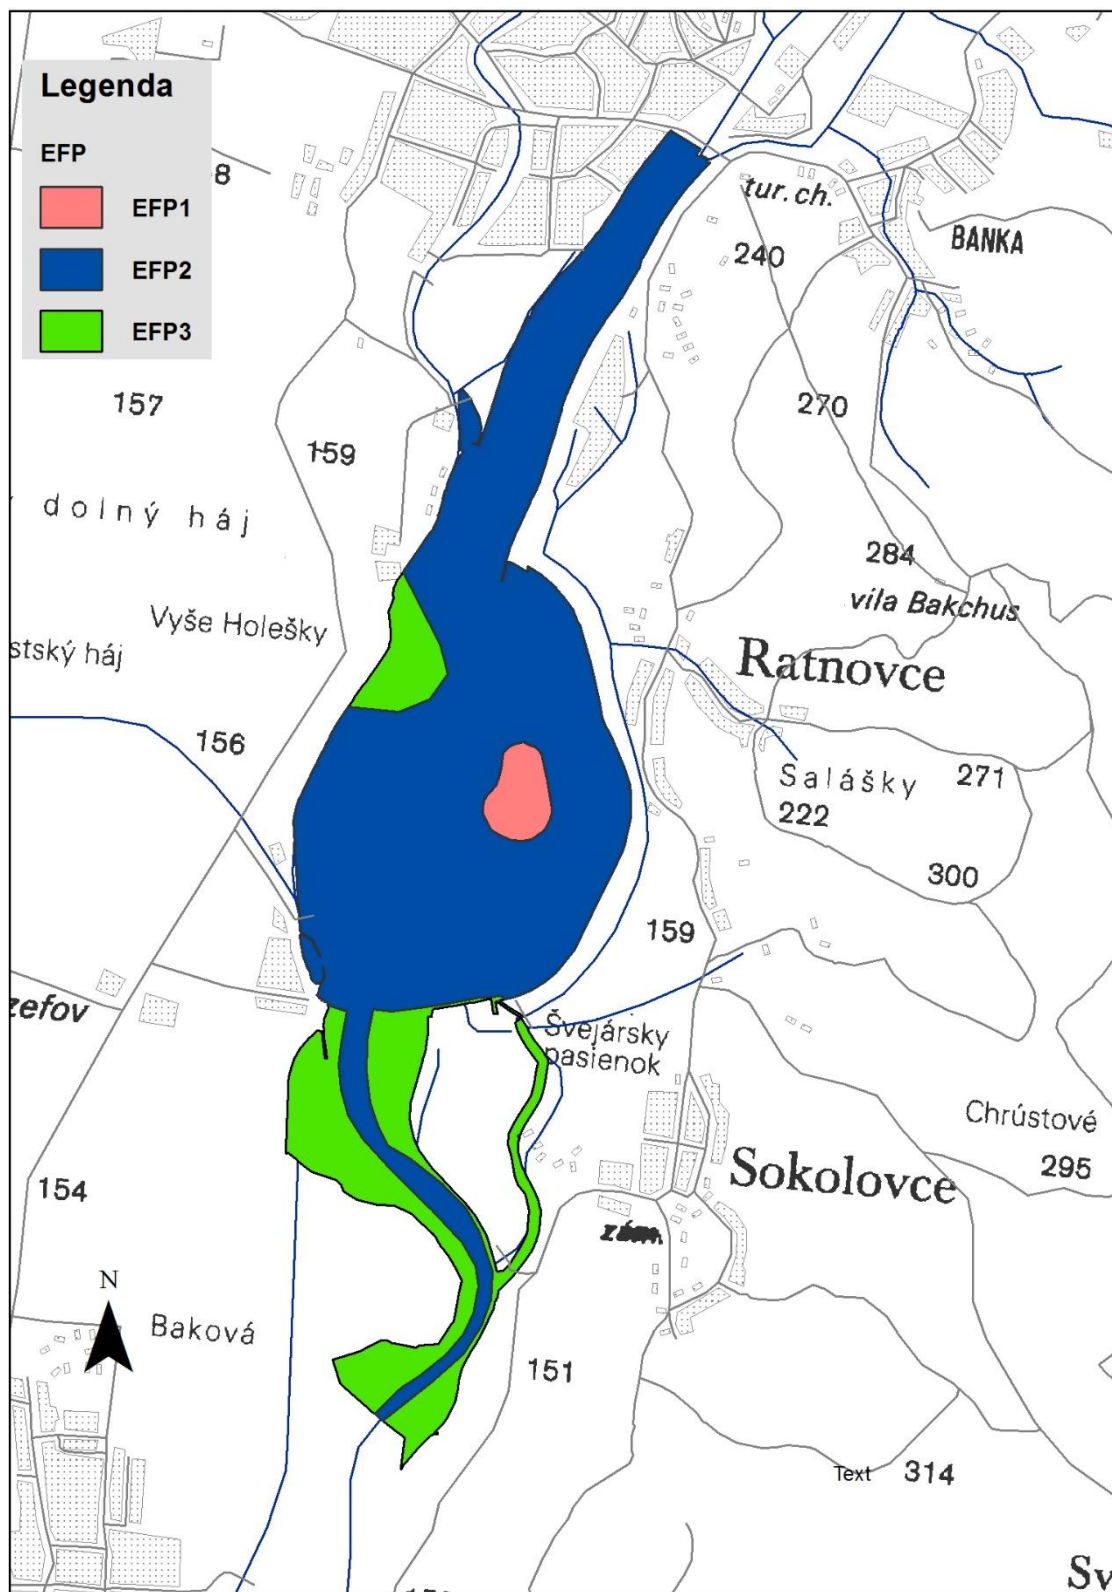 Legenda
EFP
8
EFP1
EFP2
EFP3
tur. ch.
BANKA
240
157
270
159
dolný háj
284
vila Bakchus
Vyše Holešky
stský háj
Ratnovce
156
Salášky
271
222
300
159
zefov
Švejársky
pasienok
Chrústové
295
Sokolovce
154
N
Baková
151
Text
314
Sv